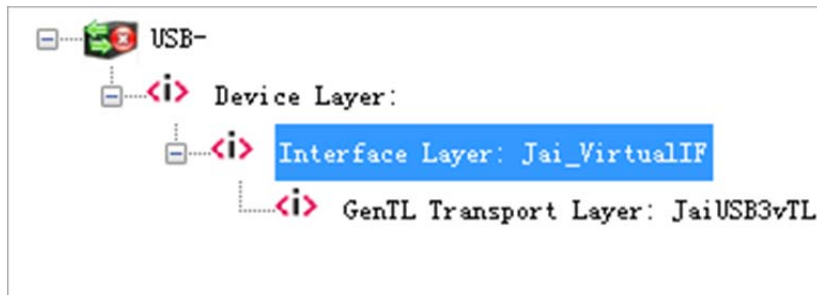 USB-
Device Layer:
Interface Layer: Jai_VirtualIF
GenTL Transport Layer: JaiUSB3vTL